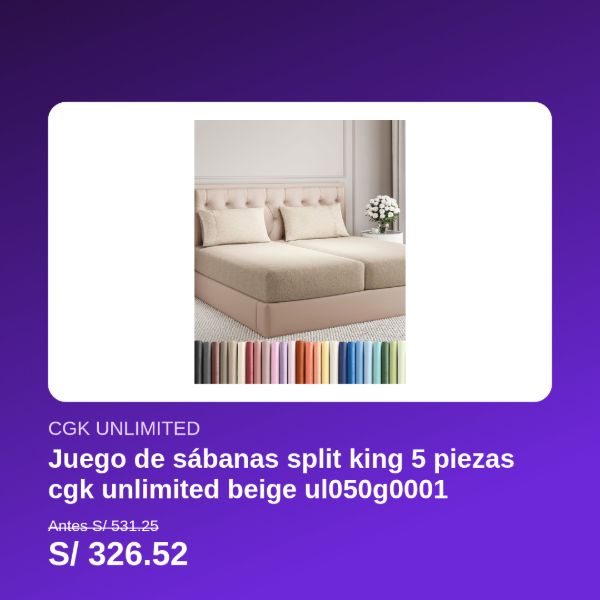 CGK UNLIMITED
Juego de sábanas split king 5 piezas
cgk unlimited beige ul050g0001
Antes S/ 531.25
S/ 326.52